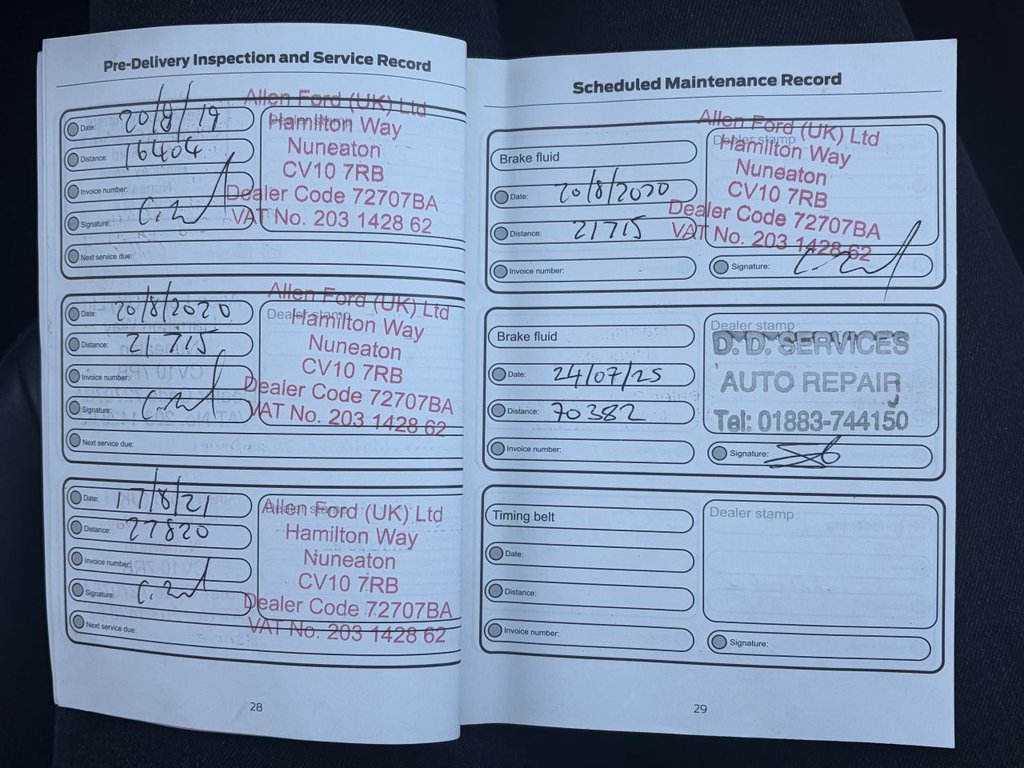 Pre-Delivery Inspection and Service Record
Date: 20/8/19
Distance: 16404
Invoice number:
Signature:
Next service due:
Dealer stamp
Allen Ford (UK) Ltd
Hamilton Way
Nuneaton
CV10 7RB
Dealer Code 72707BA
VAT No. 203 1428 62
Date: 20/8/2020
Distance: 21715
Invoice number:
Signature:
Next service due:
Dealer stamp
Allen Ford (UK) Ltd
Hamilton Way
Nuneaton
CV10 7RB
Dealer Code 72707BA
VAT No. 203 1428 62
Date: 17/8/21
Distance: 27820
Invoice number:
Signature:
Next service due:
Dealer stamp
Allen Ford (UK) Ltd
Hamilton Way
Nuneaton
CV10 7RB
Dealer Code 72707BA
VAT No. 203 1428 62
28
Scheduled Maintenance Record
Brake fluid
Date: 20/8/2020
Distance: 21715
Invoice number:
Dealer stamp
Allen Ford (UK) Ltd
Hamilton Way
Nuneaton
CV10 7RB
Dealer Code 72707BA
VAT No. 203 1428 62
Signature:
Brake fluid
Date: 24/07/25
Distance: 70382
Invoice number:
Dealer stamp
D.D. SERVICES
AUTO REPAIR
Tel: 01883-744150
Signature:
Timing belt
Date:
Distance:
Invoice number:
Dealer stamp
Signature:
29